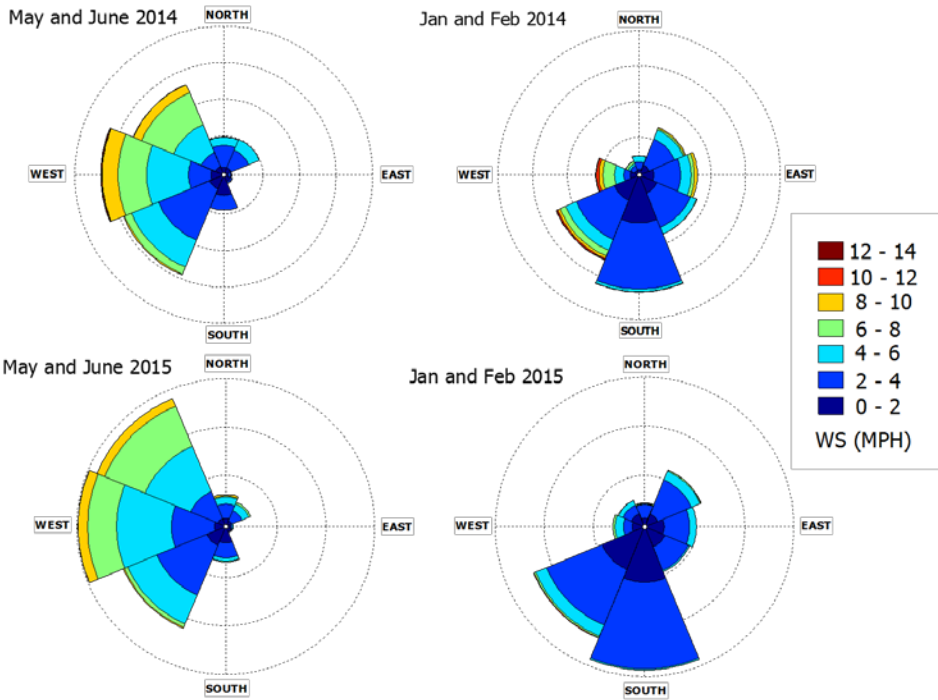 May and June 2014
NORTH
WEST
EAST
SOUTH
Jan and Feb 2014
NORTH
WEST
EAST
SOUTH
May and June 2015
NORTH
WEST
EAST
SOUTH
Jan and Feb 2015
NORTH
WEST
EAST
SOUTH
12 - 14
10 - 12
8 - 10
6 - 8
4 - 6
2 - 4
0 - 2
WS (MPH)